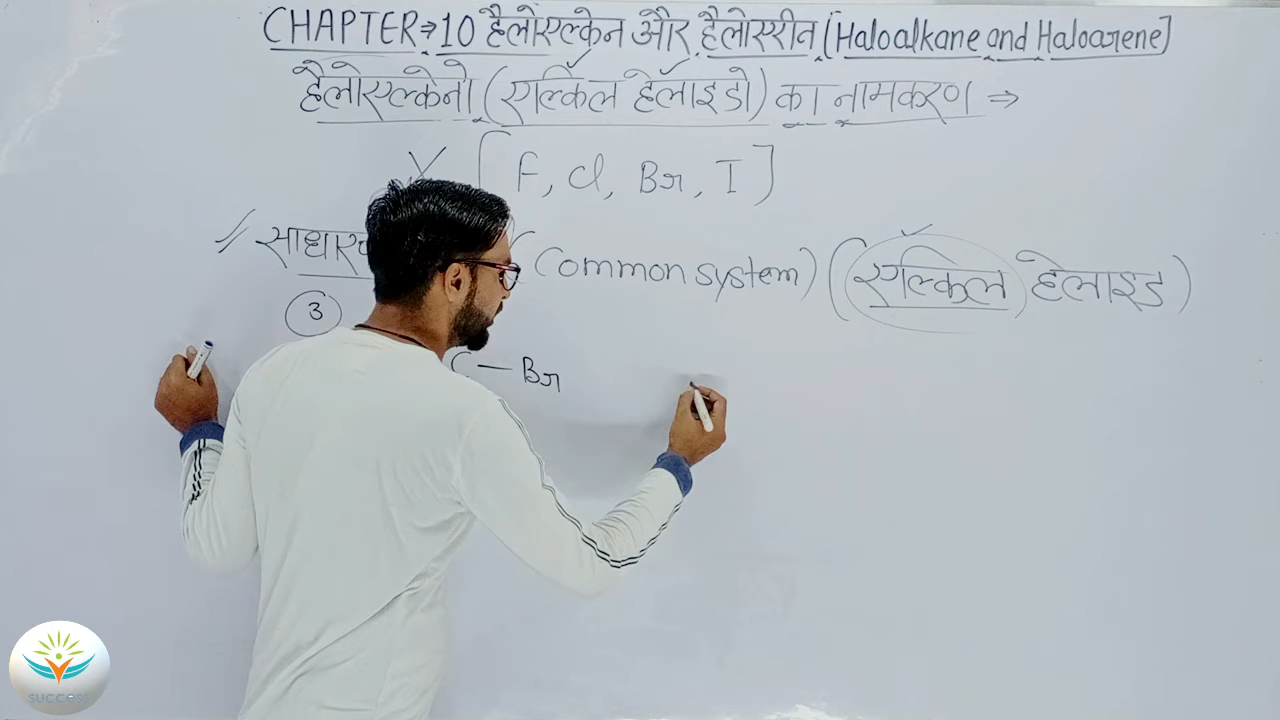 CHAPTER⇒10 हैलोएल्केन और हैलोएरीन (Haloalkane and Haloarene)
हैलोएल्केनो (एल्किल हेलाइडो) का नामकरण ⇒
X [F, Cl, Br, I]
(Common system) (एल्किल हेलाइड)
3
C — Br
SUCCESS